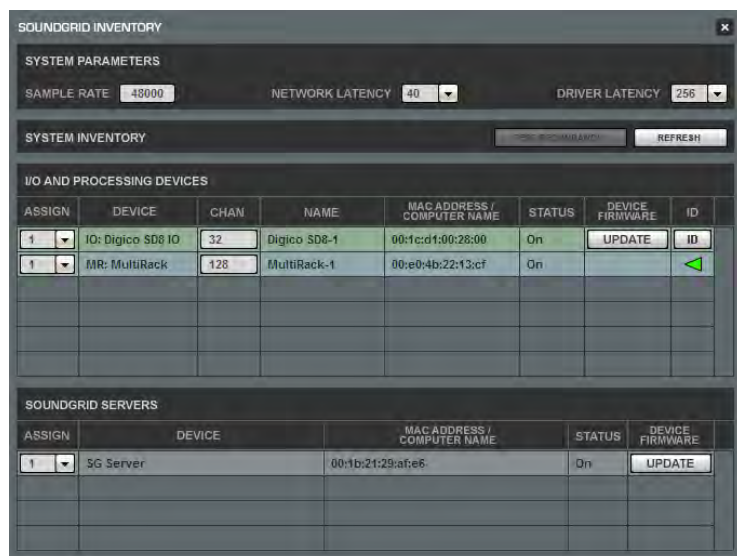 SOUNDGRID INVENTORY x
SYSTEM PARAMETERS
SAMPLE RATE 48000 NETWORK LATENCY 40 DRIVER LATENCY 256
SYSTEM INVENTORY REFRESH
I/O AND PROCESSING DEVICES
ASSIGN DEVICE CHAN NAME MAC ADDRESS / COMPUTER NAME STATUS DEVICE FIRMWARE ID
1 IO: Digico SD8 IO 32 Digico SD8-1 00:1c:d1:00:28:00 On UPDATE ID
1 MR: MultiRack 128 MultiRack-1 00:e0:4b:22:13:cf On
SOUNDGRID SERVERS
ASSIGN DEVICE MAC ADDRESS / COMPUTER NAME STATUS DEVICE FIRMWARE
1 SG Server 00:1b:21:29:af:e6 On UPDATE